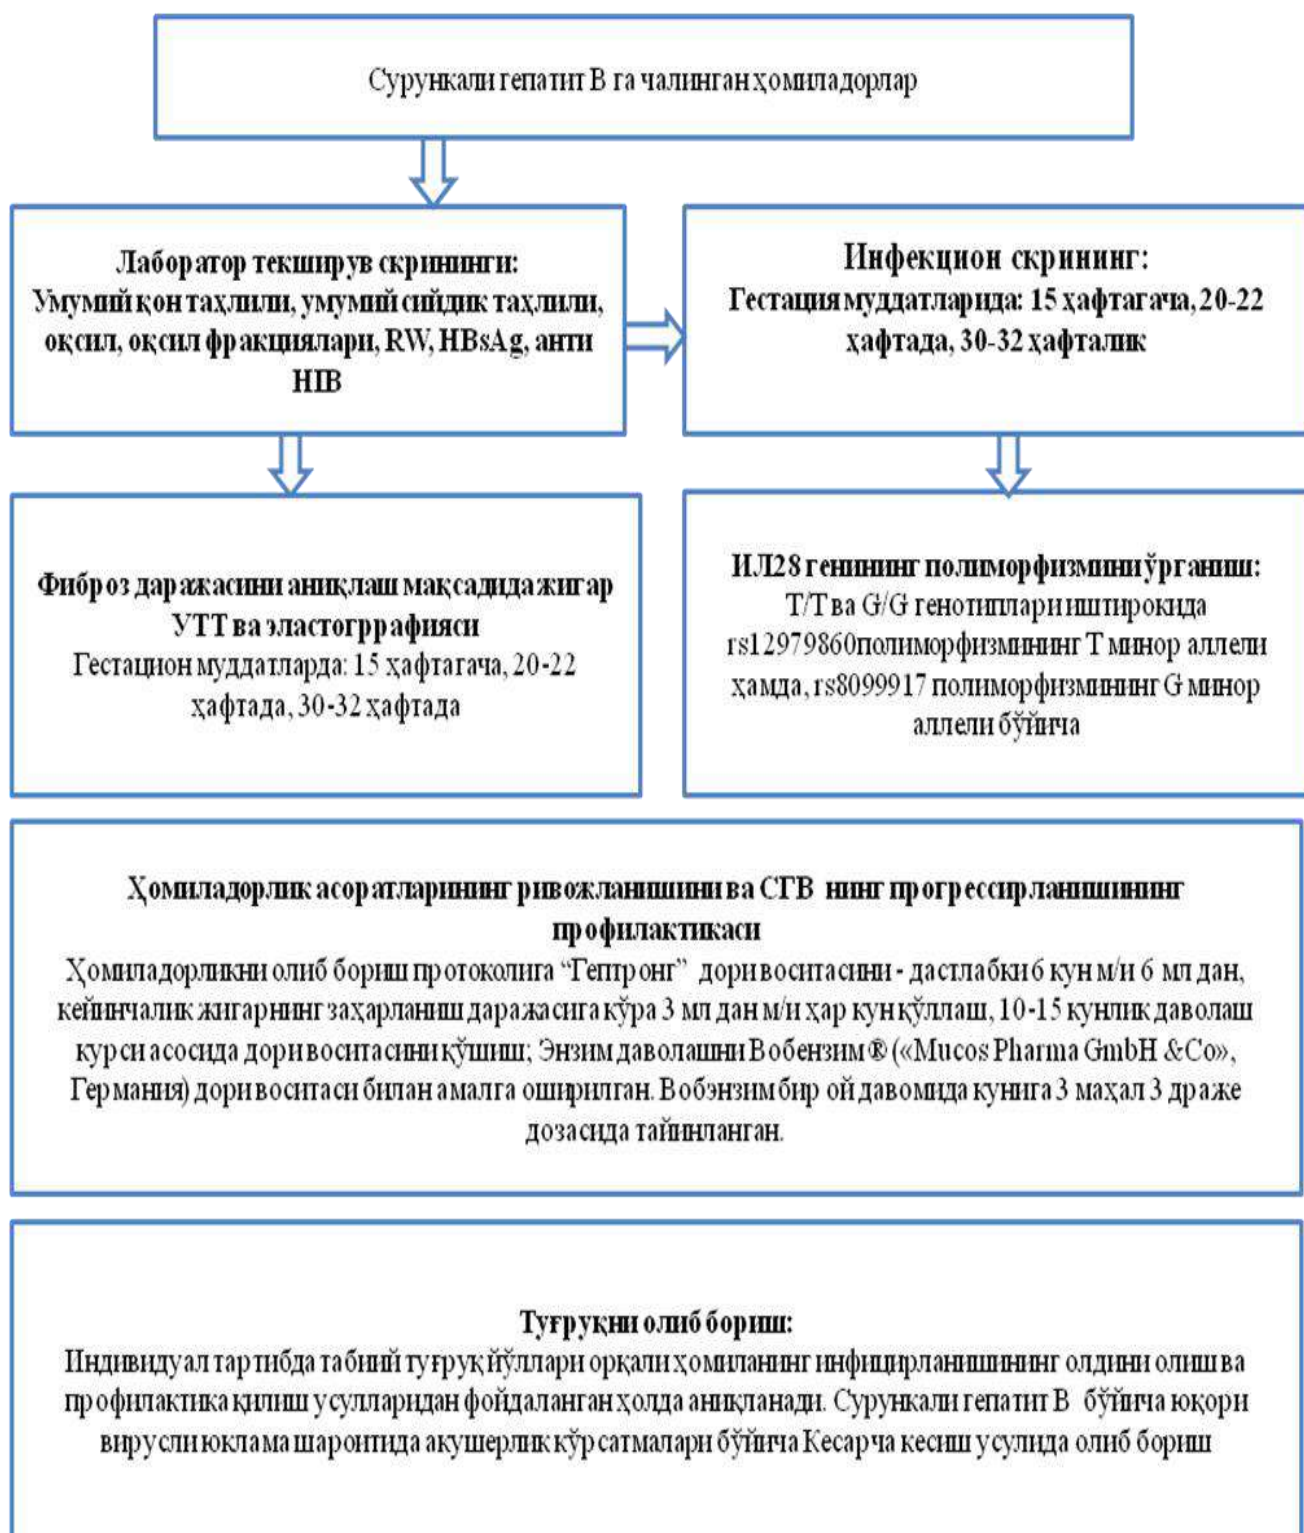 Сурункали гепатит В га чалинган ҳомиладорлар
Лаборатор текширув скрининги:
Умумий қон таҳлили, умумий сийдик таҳлили,
оқсил, оқсил фракциялари, RW, HBsAg, анти
HIB
Инфекцион скрининг:
Гестация муддатларида: 15 ҳафтагача, 20-22
ҳафтада, 30-32 ҳафталик
Фиброз даражасини аниқлаш мақсадида жигар
УТТ ва эластогррафияси
Гестацион муддатларда: 15 ҳафтагача, 20-22
ҳафтада, 30-32 ҳафтада
ИЛ28 генининг полиморфизмини ўрганиш:
Т/Т ва G/G генотиплари иштирокида
rs12979860полиморфизмининг Т минор аллели
ҳамда, rs8099917 полиморфизмининг G минор
аллели бўйича
Ҳомиладорлик асоратларининг ривожланишини ва СГВ нинг прогрессирланишининг
профилактикаси
Ҳомиладорликни олиб бориш протоколига “Гептронг” дори воситасини - дастлабки 6 кун м/и 6 мл дан,
кейинчалик жигарнинг заҳарланиш даражасига кўра 3 мл дан м/и ҳар кун қўллаш, 10-15 кунлик даволаш
курси асосида дори воситасини қўшиш; Энзим даволашни Вобензим® («Mucos Pharma GmbH &Co»,
Германия) дори воситаси билан амалга оширилган. Вобэнзим бир ой давомида кунига 3 маҳал 3 драже
дозасида тайинланган.
Туғруқни олиб бориш:
Индивидуал тартибда табиий туғруқ йўллари орқали ҳомиланинг инфицирланишининг олдини олиш ва
профилактика қилиш усулларидан фойдаланган ҳолда аниқланади. Сурункали гепатит В бўйича юқори
вирусли юклама шароитида акушерлик кўрсатмалари бўйича Кесарча кесиш усулида олиб бориш